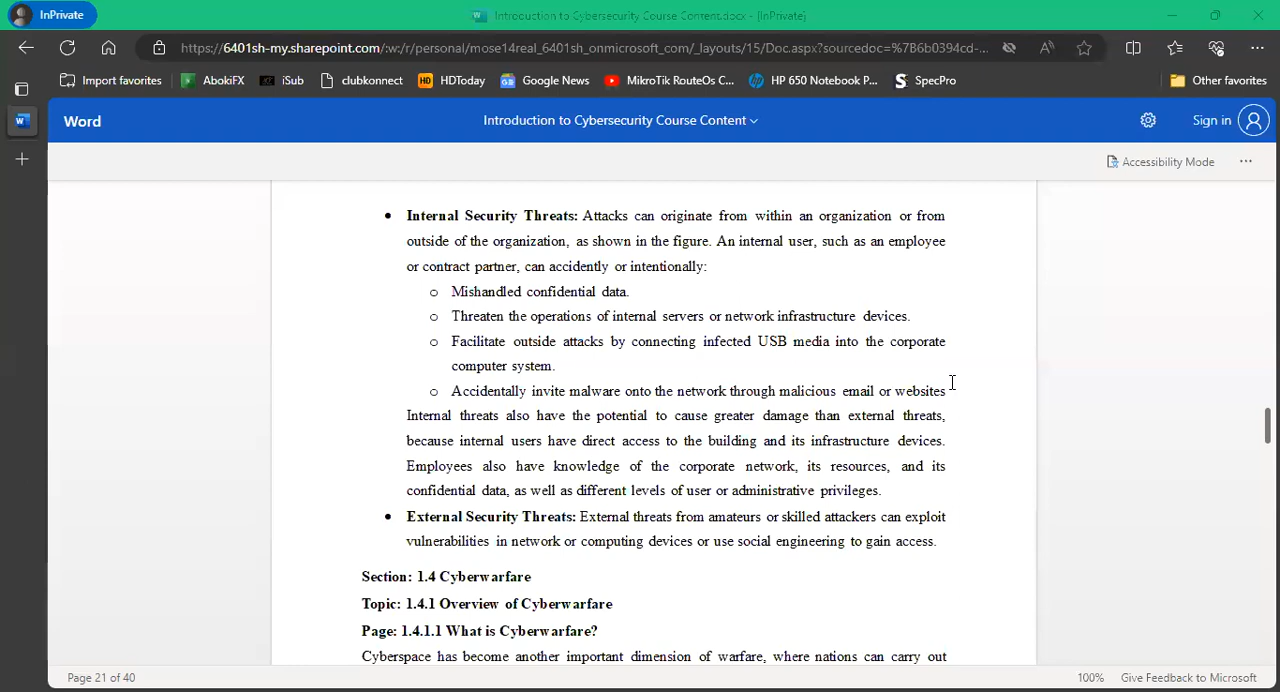 InPrivate
Introduction to Cybersecurity Course Content.docx - [InPrivate]
https://6401sh-my.sharepoint.com/:w:/r/personal/mose14real_6401sh_onmicrosoft_com/_layouts/15/Doc.aspx?sourcedoc=%7B6b0394cd-...
Import favorites AbokiFX iSub clubkonnect HDToday Google News MikroTik RouteOs C... HP 650 Notebook P... SpecPro Other favorites
Word Introduction to Cybersecurity Course Content Sign in
Accessibility Mode ...
• Internal Security Threats: Attacks can originate from within an organization or from
outside of the organization, as shown in the figure. An internal user, such as an employee
or contract partner, can accidently or intentionally:
o Mishandled confidential data.
o Threaten the operations of internal servers or network infrastructure devices.
o Facilitate outside attacks by connecting infected USB media into the corporate
computer system.
o Accidentally invite malware onto the network through malicious email or websites
Internal threats also have the potential to cause greater damage than external threats,
because internal users have direct access to the building and its infrastructure devices.
Employees also have knowledge of the corporate network, its resources, and its
confidential data, as well as different levels of user or administrative privileges.
• External Security Threats: External threats from amateurs or skilled attackers can exploit
vulnerabilities in network or computing devices or use social engineering to gain access.
Section: 1.4 Cyberwarfare
Topic: 1.4.1 Overview of Cyberwarfare
Page: 1.4.1.1 What is Cyberwarfare?
Cyberspace has become another important dimension of warfare, where nations can carry out
Page 21 of 40 100% Give Feedback to Microsoft